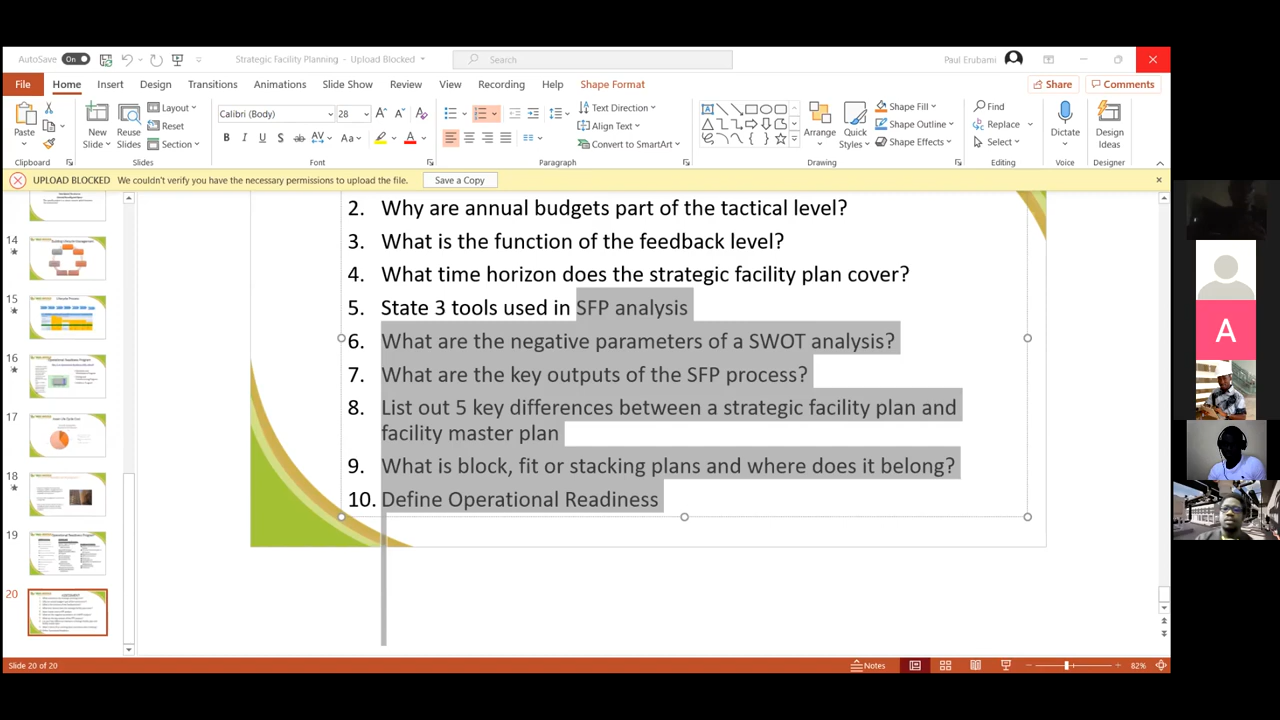 AutoSave On Strategic Facility Planning - Upload Blocked Search Paul Erubami
File Home Insert Design Transitions Animations Slide Show Review View Recording Help Shape Format Share Comments
Paste New Slide Reuse Slides Layout Reset Section Calibri (Body) 28 Text Direction Align Text Convert to SmartArt Arrange Quick Styles Shape Fill Shape Outline Shape Effects Find Replace Select Dictate Design Ideas
Clipboard Slides Font Paragraph Drawing Editing Voice Designer
UPLOAD BLOCKED We couldn't verify you have the necessary permissions to upload the file. Save a Copy
14
15
16
17
18
19
20
2. Why are annual budgets part of the tactical level?
3. What is the function of the feedback level?
4. What time horizon does the strategic facility plan cover?
5. State 3 tools used in SFP analysis
6. What are the negative parameters of a SWOT analysis?
7. What are the key outputs of the SFP process?
8. List out 5 key differences between a strategic facility plan and
facility master plan
9. What is block, fit or stacking plans and where does it belong?
10. Define Oprational Readiness
A
Slide 20 of 20 Notes 82%